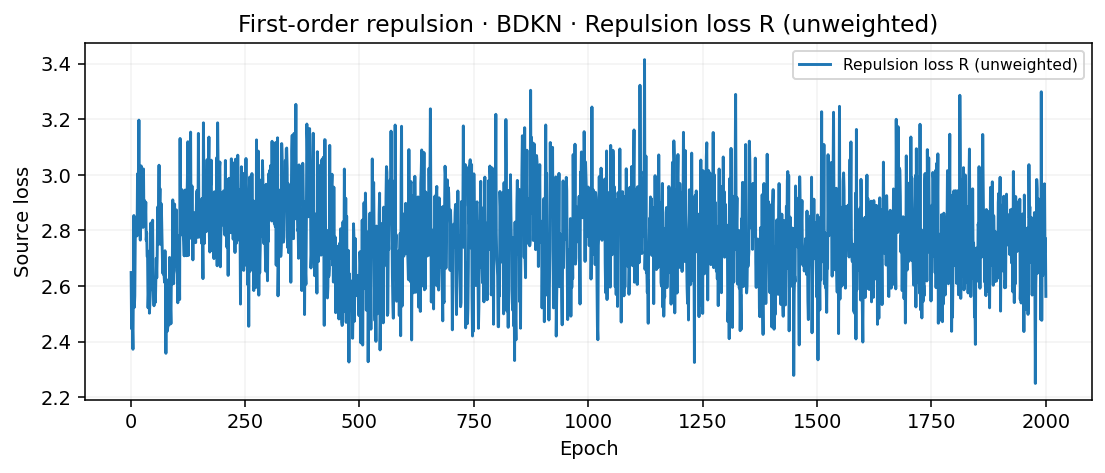 First-order repulsion · BDKN · Repulsion loss R (unweighted)
Repulsion loss R (unweighted)
Source loss
3.4
3.2
3.0
2.8
2.6
2.4
2.2
0 250 500 750 1000 1250 1500 1750 2000
Epoch